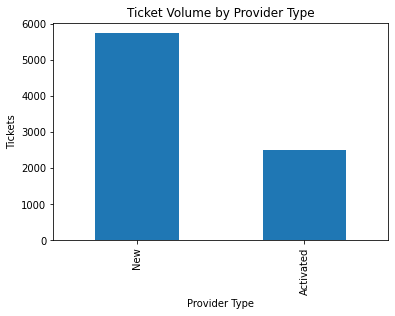 Ticket Volume by Provider Type
6000
5000
4000
3000
2000
1000
0
Tickets
New
Activated
Provider Type